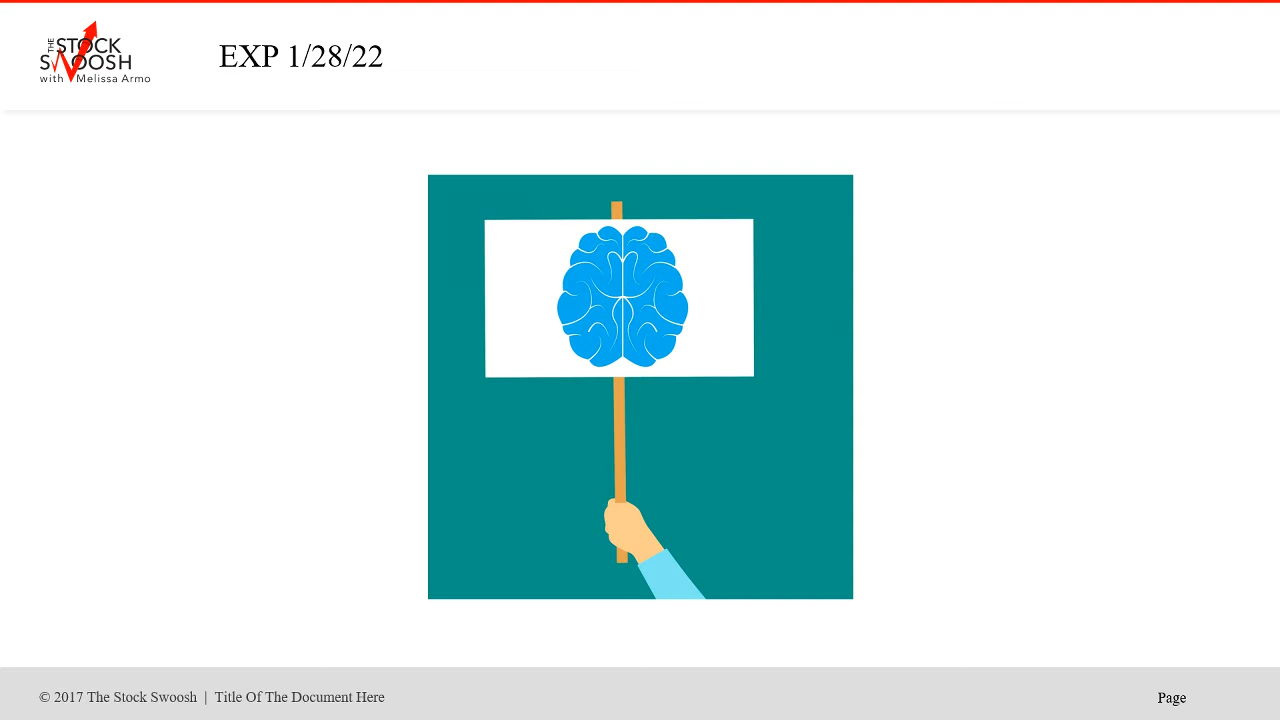 THE STOCK
SWOOSH
with Melissa Armo
EXP 1/28/22
© 2017 The Stock Swoosh | Title Of The Document Here
Page